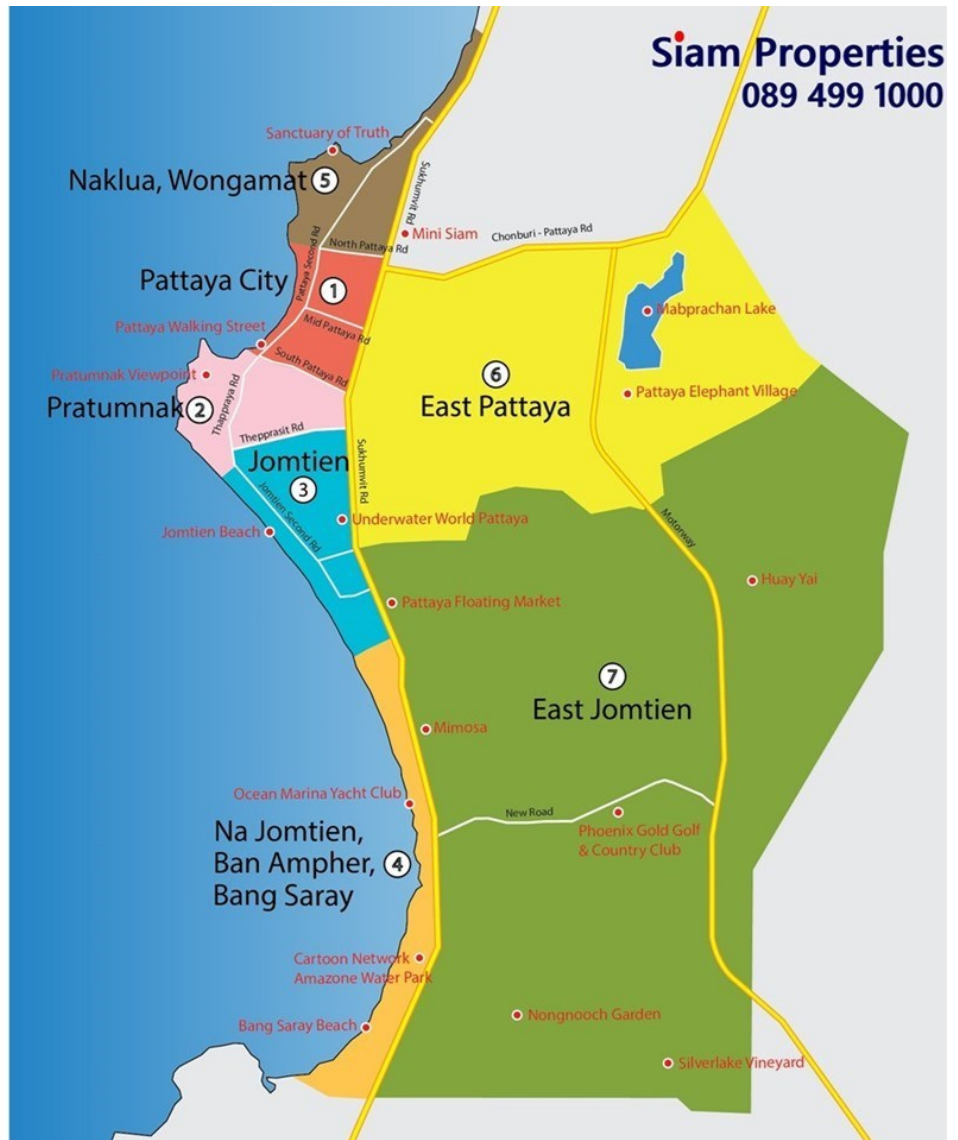 Siam Properties
089 499 1000
Sanctuary of Truth
Naklua, Wongamat 5
Sukhumvit Rd
Mini Siam
Chonburi - Pattaya Rd
North Pattaya Rd
Pattaya Second Rd
Pattaya City
1
Mabprachan Lake
Mid Pattaya Rd
Pattaya Walking Street
South Pattaya Rd
Pratumnak Viewpoint
Pratumnak 2
Thappraya Rd
6
East Pattaya
Pattaya Elephant Village
Thepprasit Rd
Jomtien
3
Sukhumvit Rd
Jomtien Second Rd
Underwater World Pattaya
Jomtien Beach
Motorway
Huay Yai
Pattaya Floating Market
7
East Jomtien
Mimosa
Ocean Marina Yacht Club
New Road
Phoenix Gold Golf
& Country Club
Na Jomtien,
Ban Ampher, 4
Bang Saray
Cartoon Network
Amazone Water Park
Bang Saray Beach
Nongnooch Garden
Silverlake Vineyard